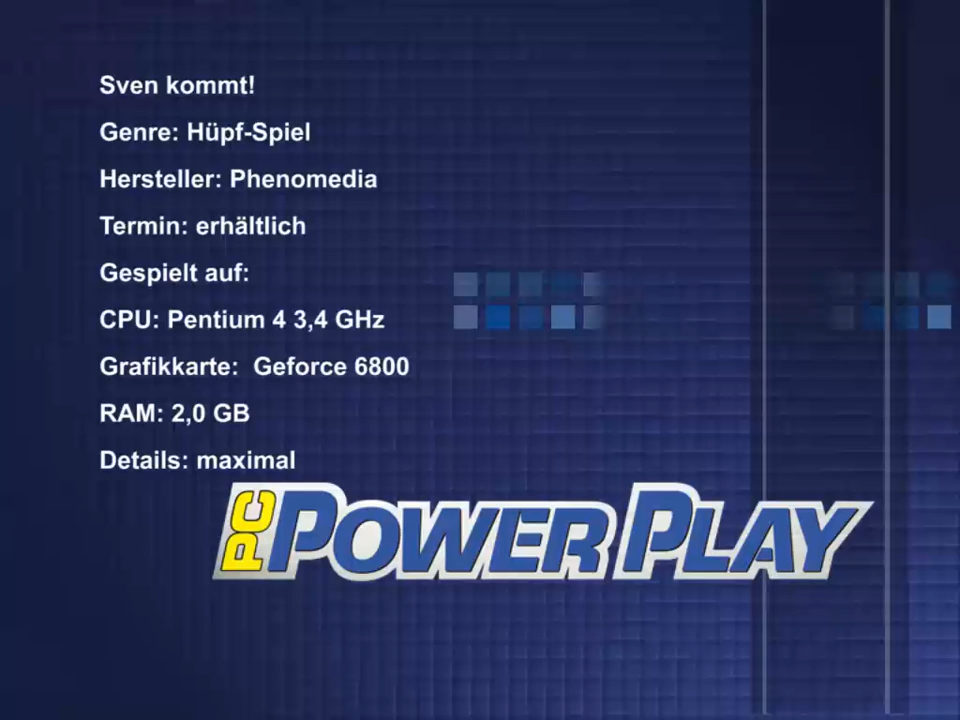 Sven kommt!
Genre: Hüpf-Spiel
Hersteller: Phenomedia
Termin: erhältlich
Gespielt auf:
CPU: Pentium 4 3,4 GHz
Grafikkarte:  Geforce 6800
RAM: 2,0 GB
Details: maximal
PC POWER PLAY